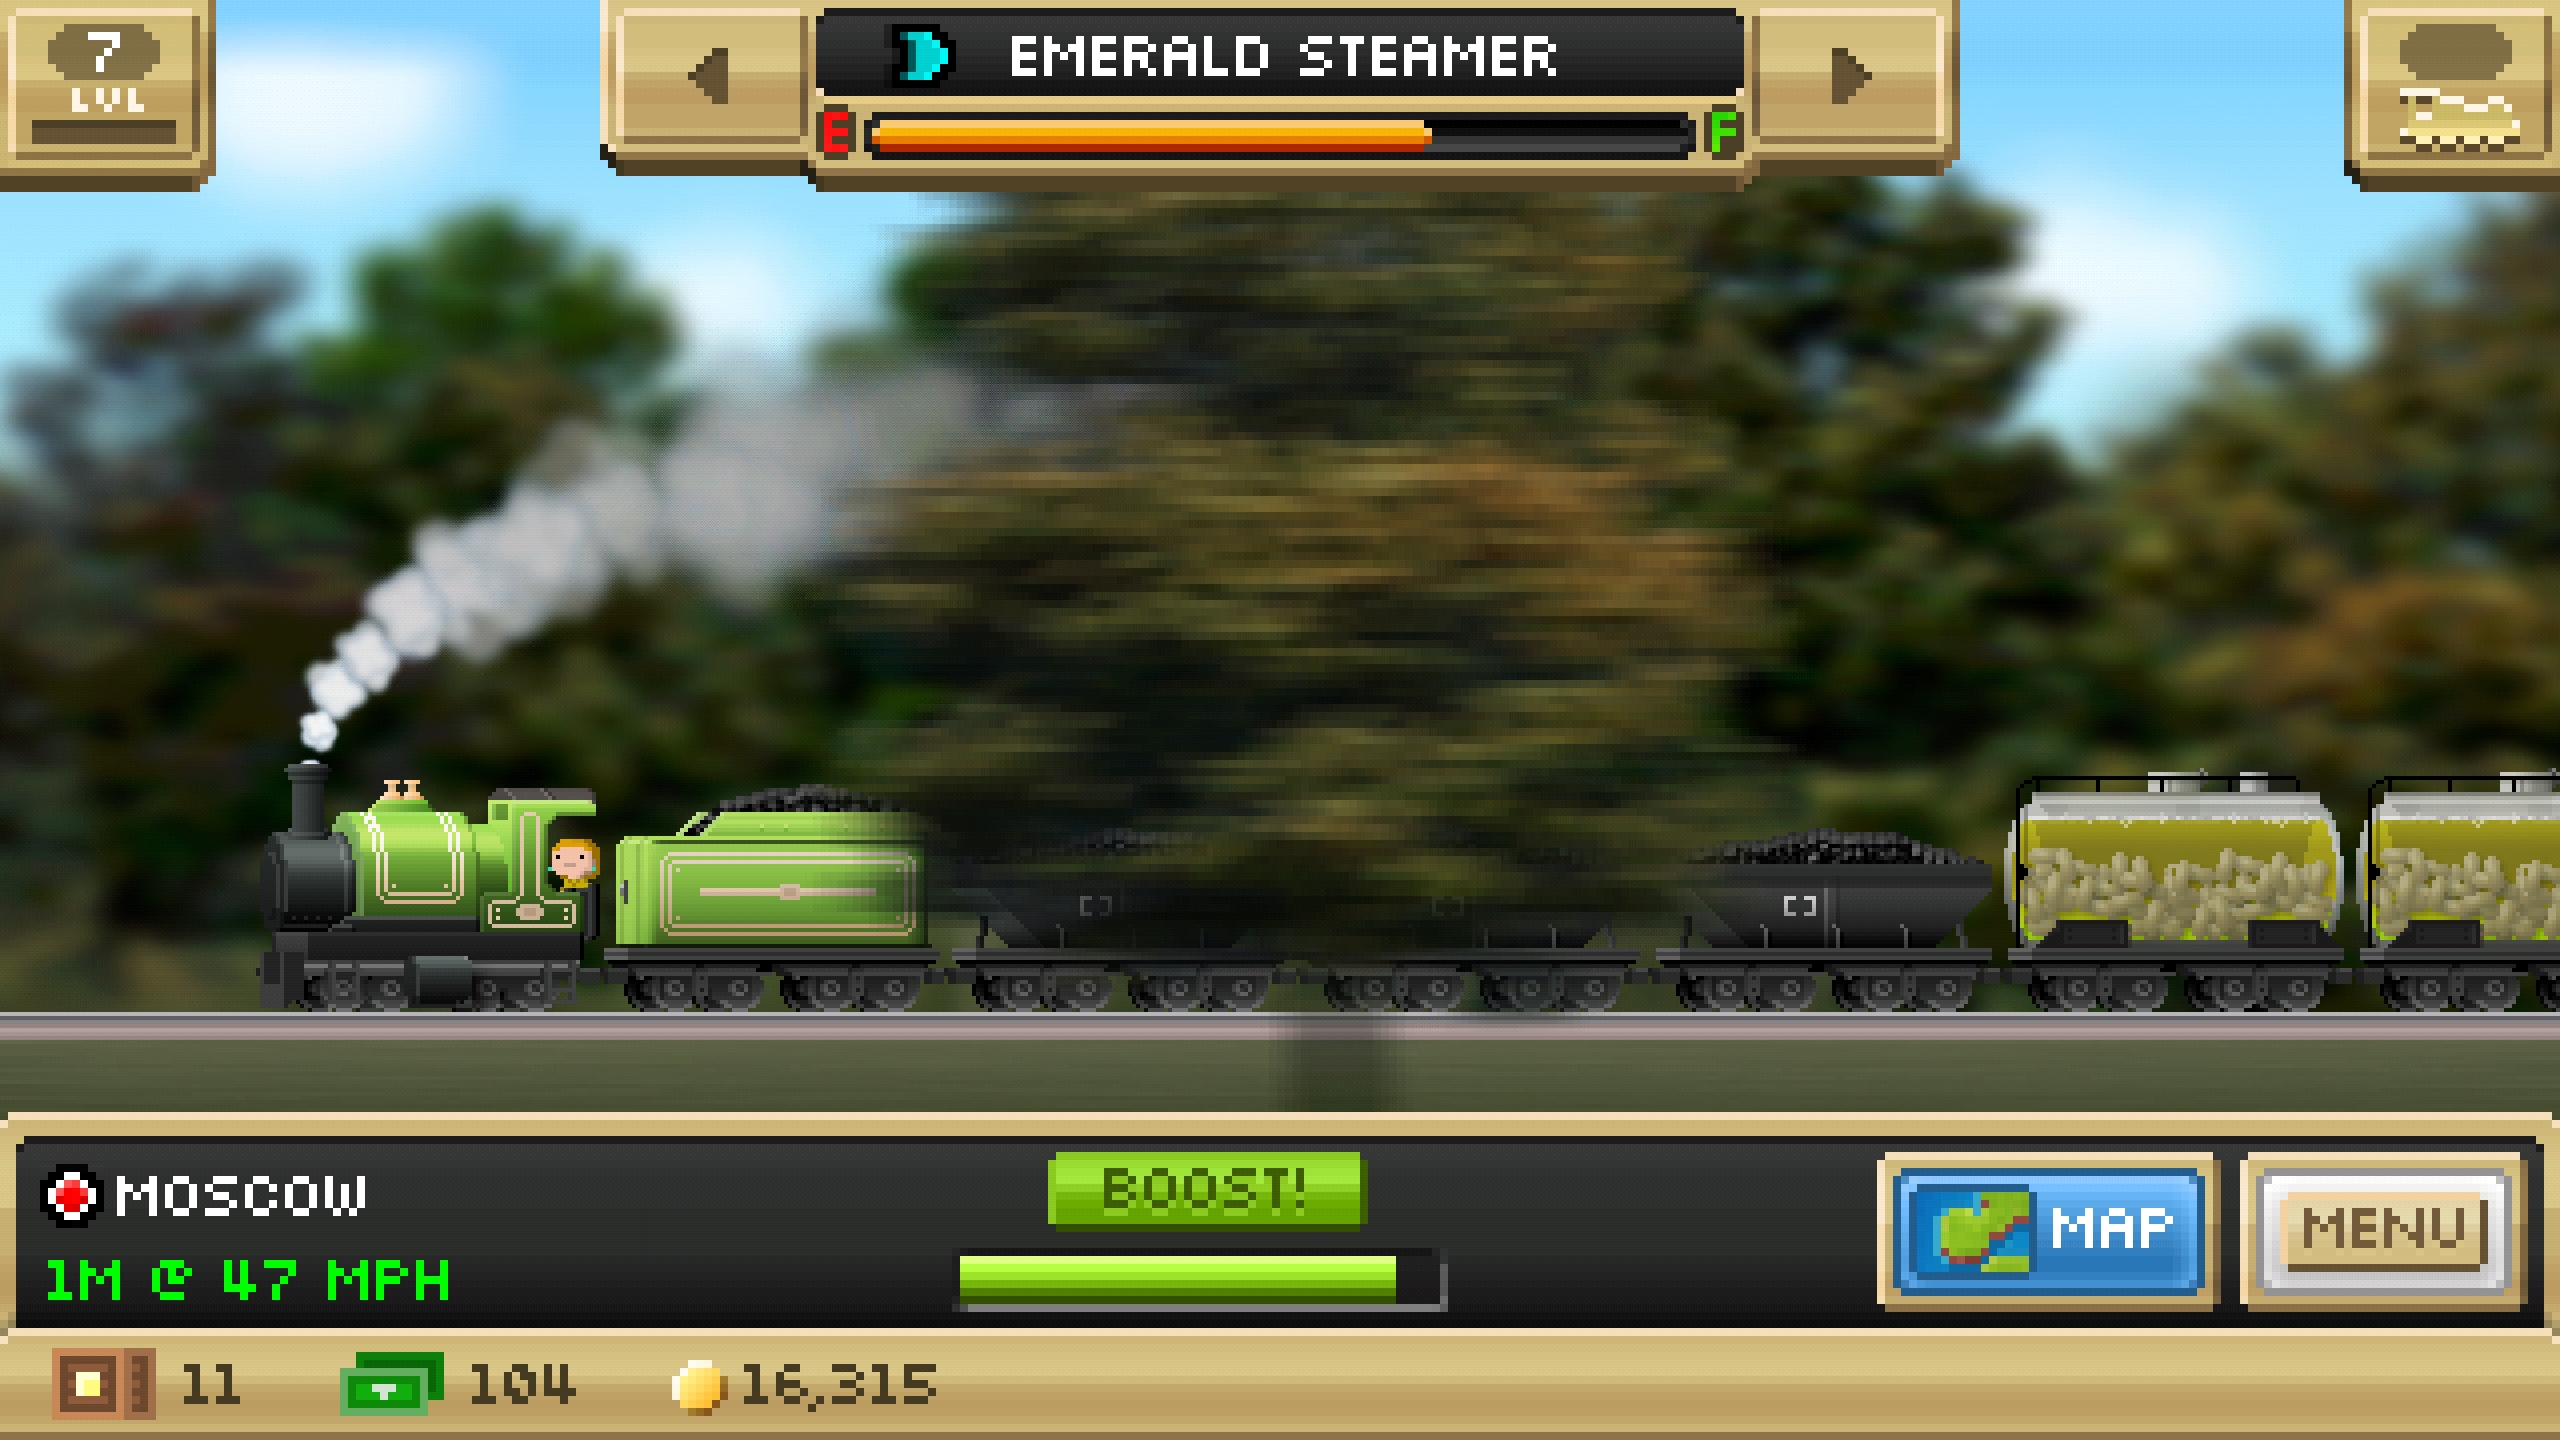 7
LVL
EMERALD STEAMER
E F
MOSCOW
1M @ 47 MPH
BOOST!
MAP
MENU
11
104
16,315